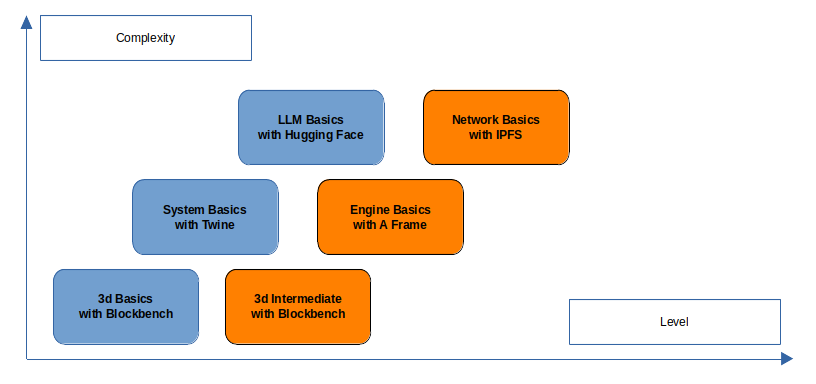 Complexity
LLM Basics
with Hugging Face
Network Basics
with IPFS
System Basics
with Twine
Engine Basics
with A Frame
3d Basics
with Blockbench
3d Intermediate
with Blockbench
Level